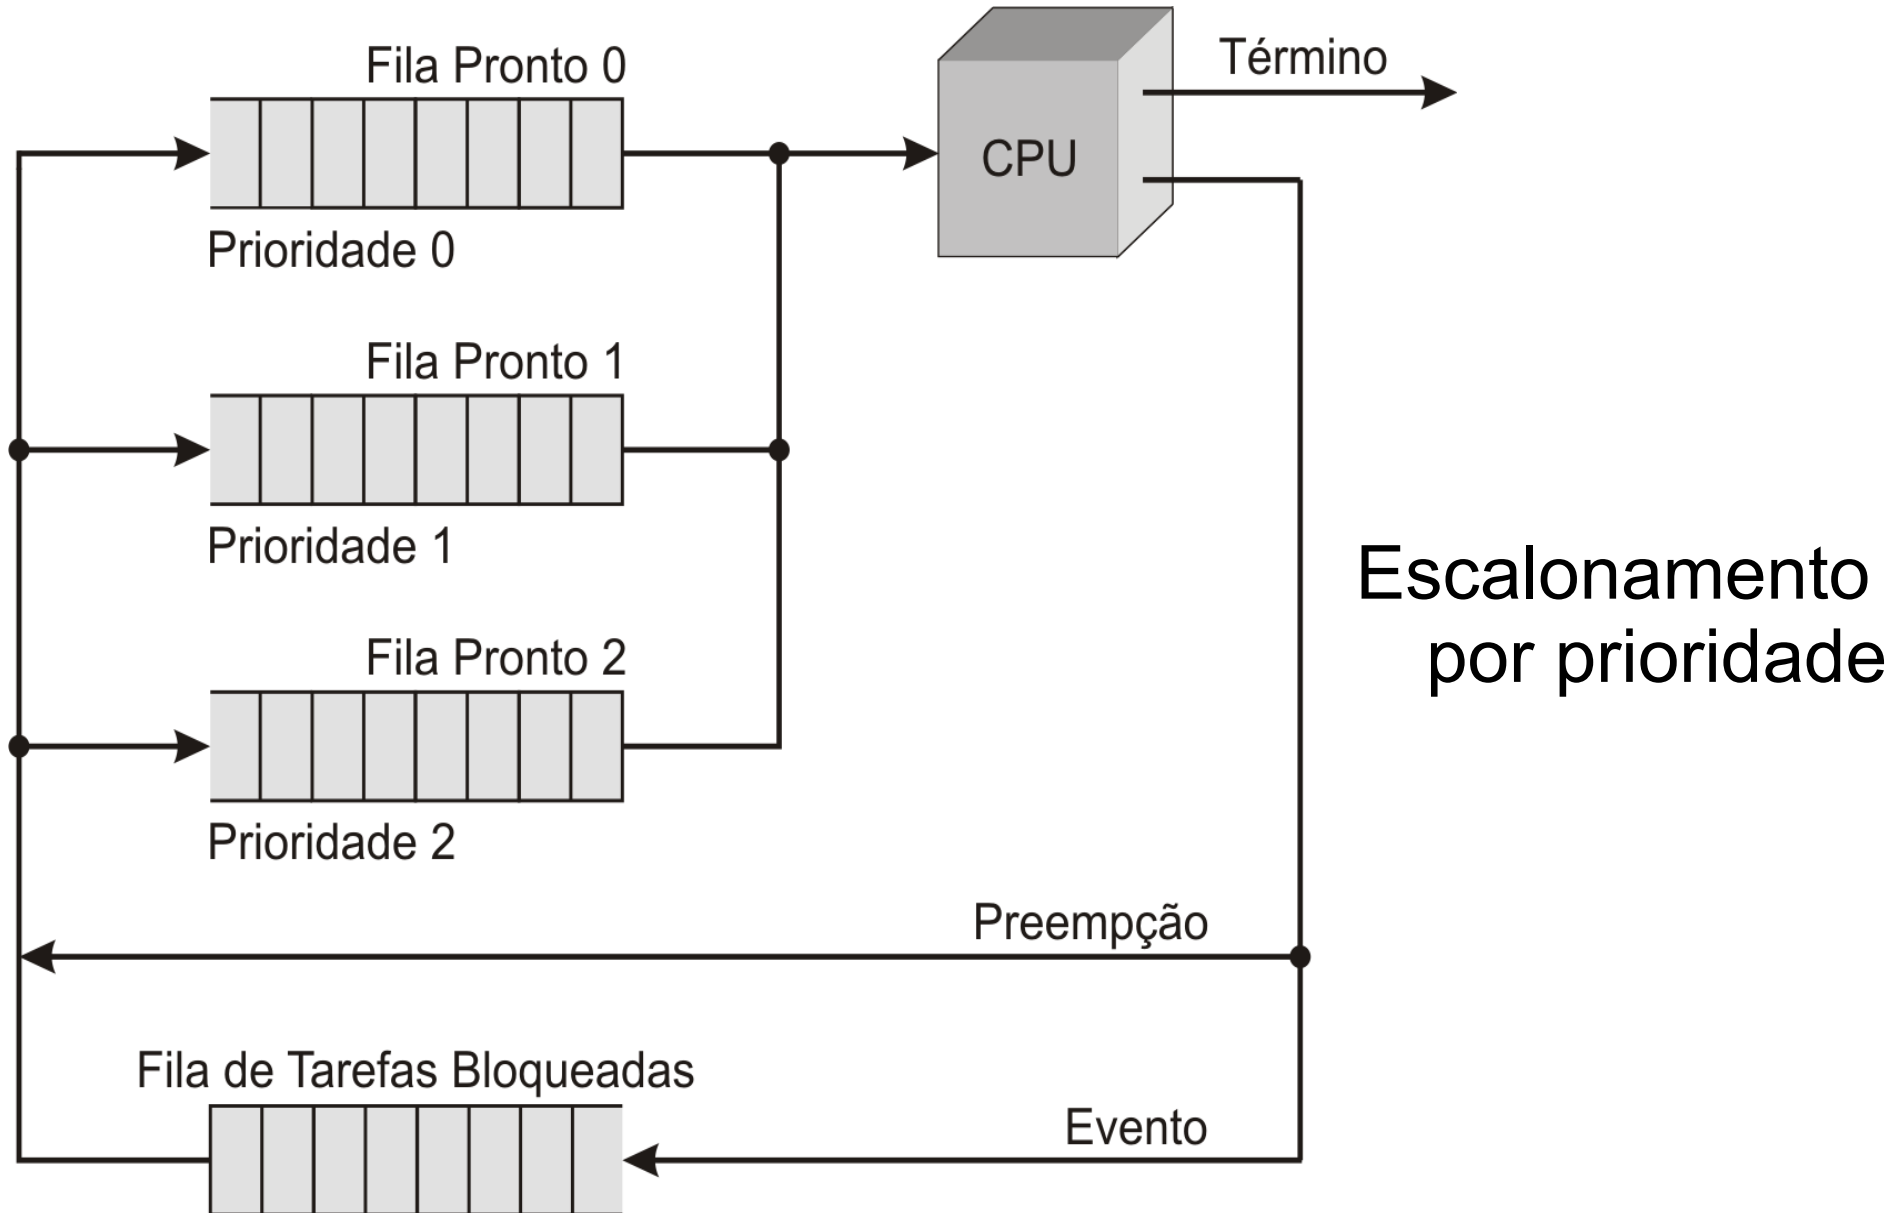 Fila Pronto 0
Término
CPU
Prioridade 0
Fila Pronto 1
Prioridade 1
Escalonamento
por prioridade
Fila Pronto 2
Prioridade 2
Preempção
Fila de Tarefas Bloqueadas
Evento